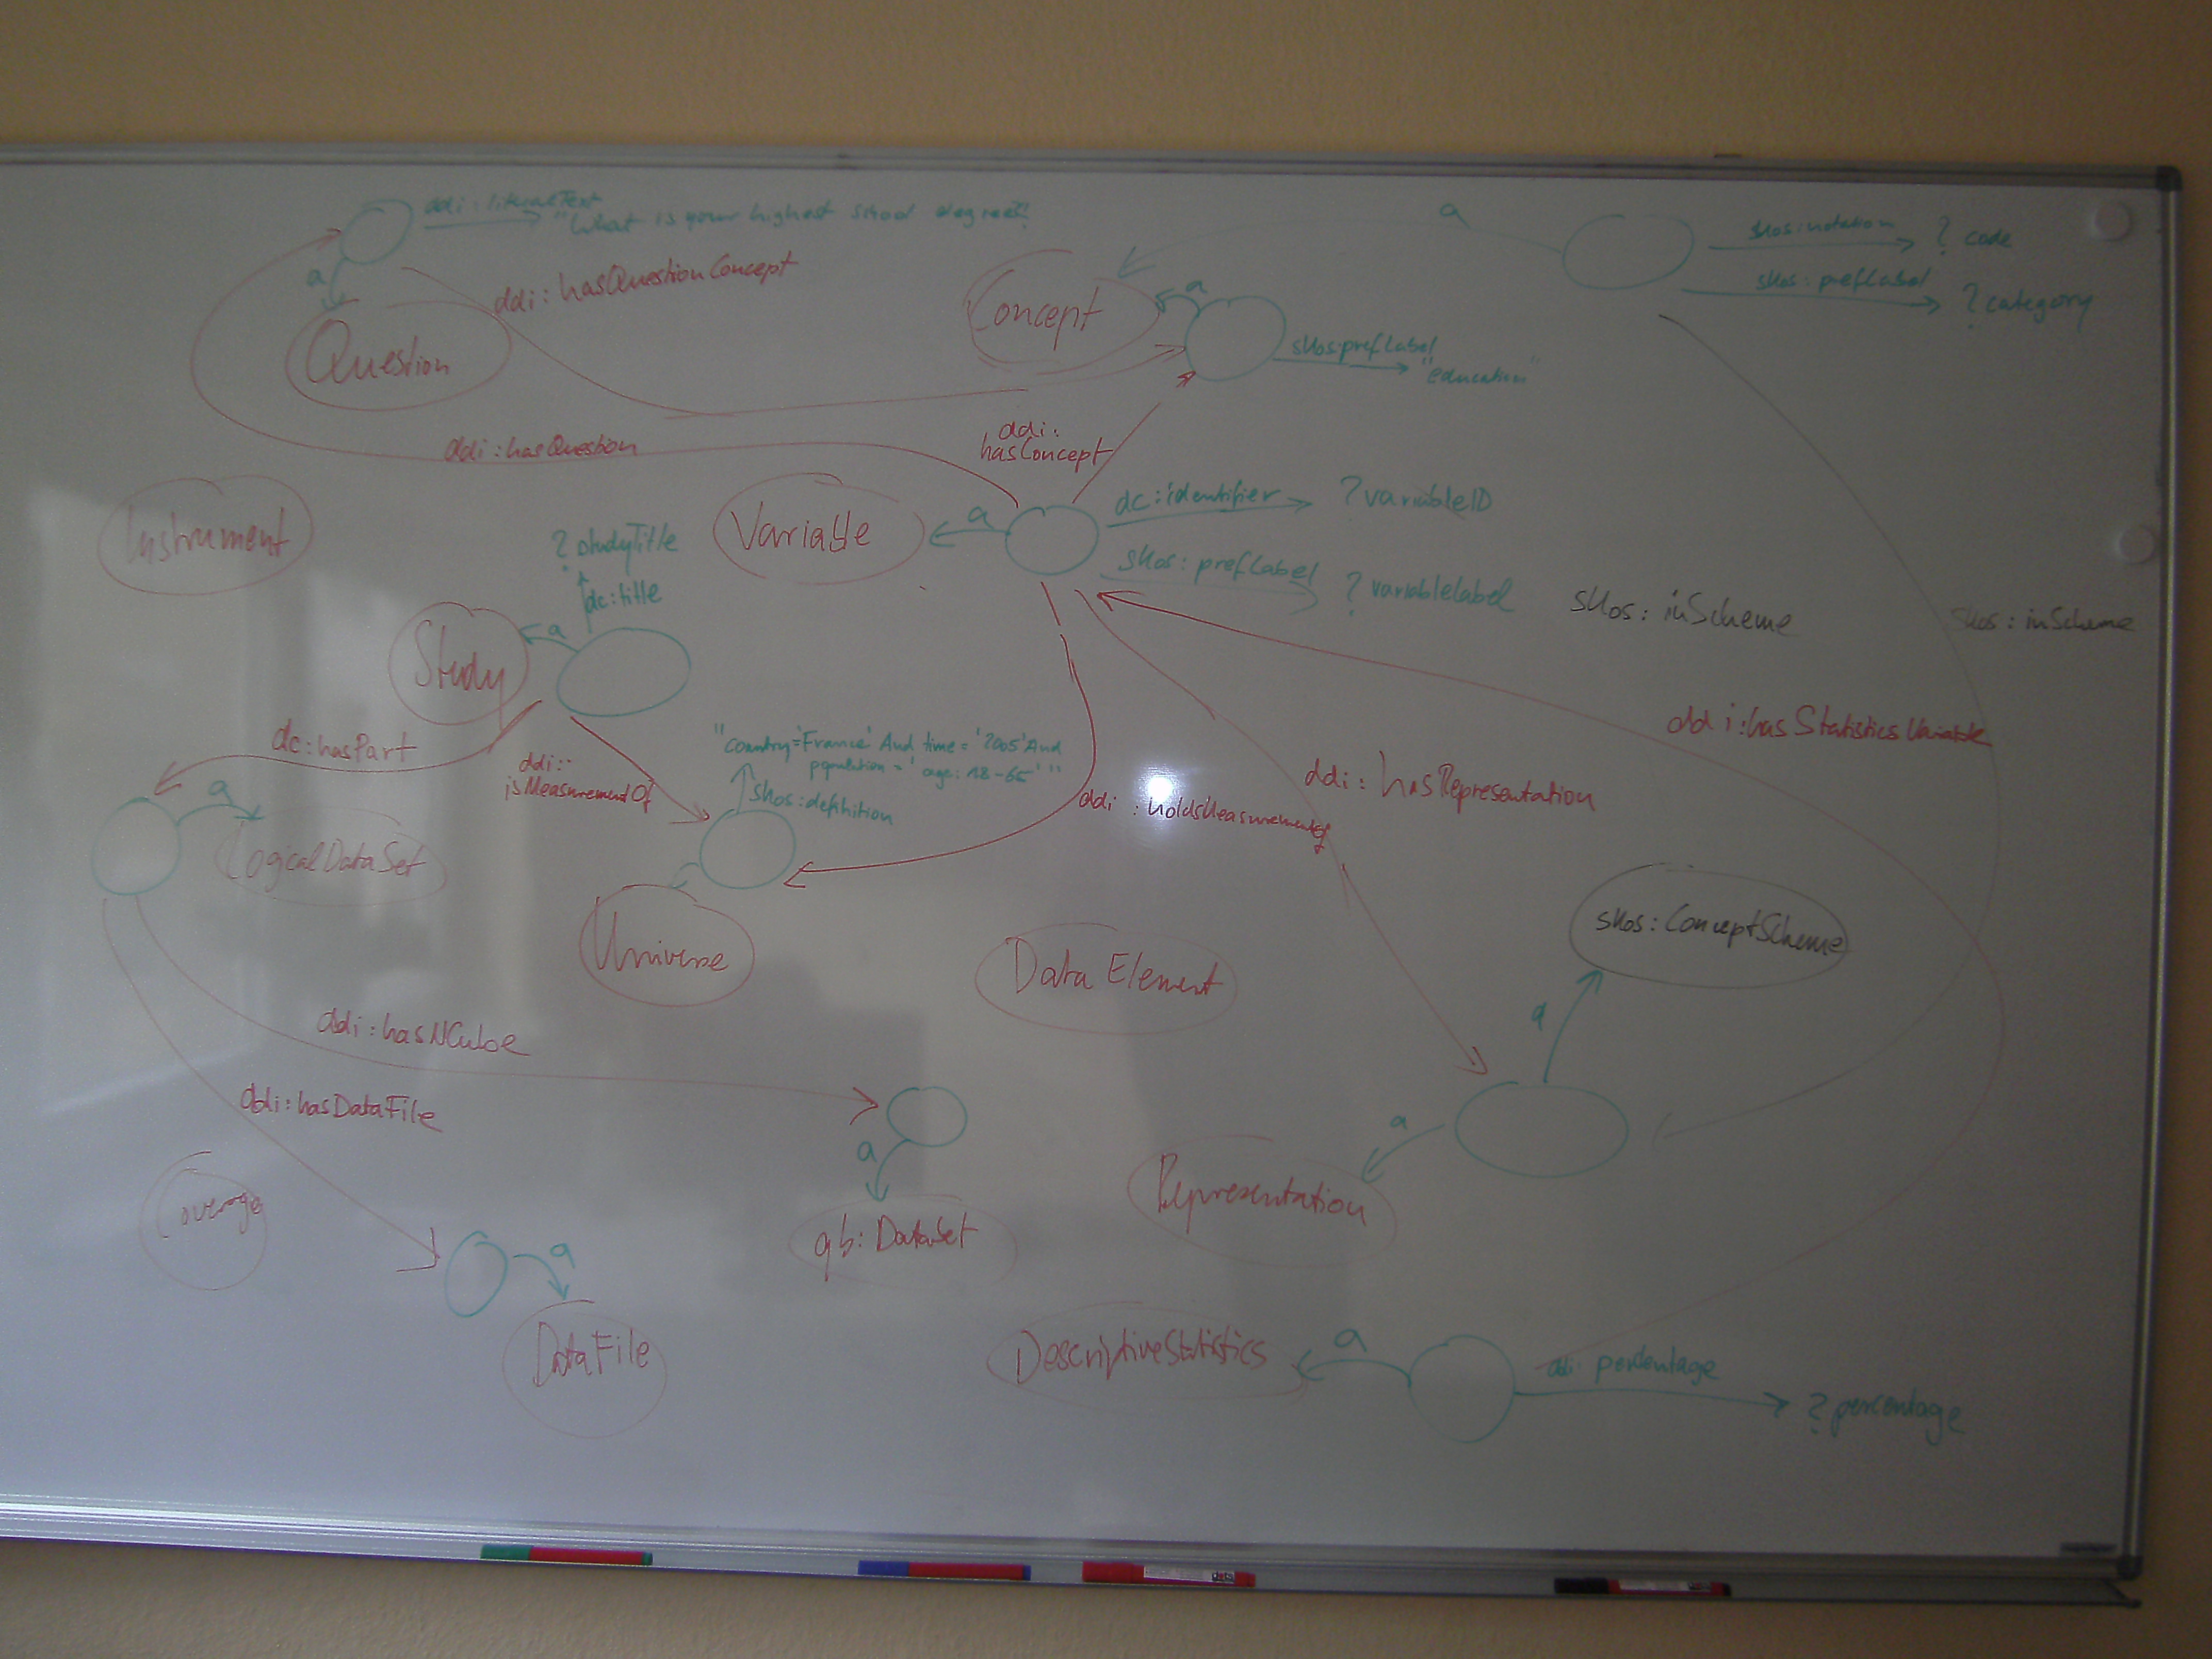 ddi:literalText
"What is your highest school degree?"
a
skos:notation
? code
a
ddi:hasQuestionConcept
Concept
a
skos:prefLabel
? category
Question
skos:prefLabel
"education"
ddi:hasQuestion
ddi:
hasConcept
Instrument
? studyTitle
dc:title
Variable
a
dc:identifier
? variableID
skos:prefLabel
? variableLabel
skos:inScheme
skos:inScheme
Study
a
dc:hasPart
ddi:
isMeasurementOf
"country='France' And time='2005' And
population='age:18-65'"
skos:definition
ddi:hasStatisticsVariable
ddi:hasRepresentation
ddi:holdsMeasurementOf
a
LogicalDataSet
Universe
Data Element
skos:ConceptScheme
a
ddi:hasNCube
ddi:hasDataFile
a
a
Coverage
qb:DataSet
Representation
a
DataFile
DescriptiveStatistics
a
ddi:percentage
? percentage